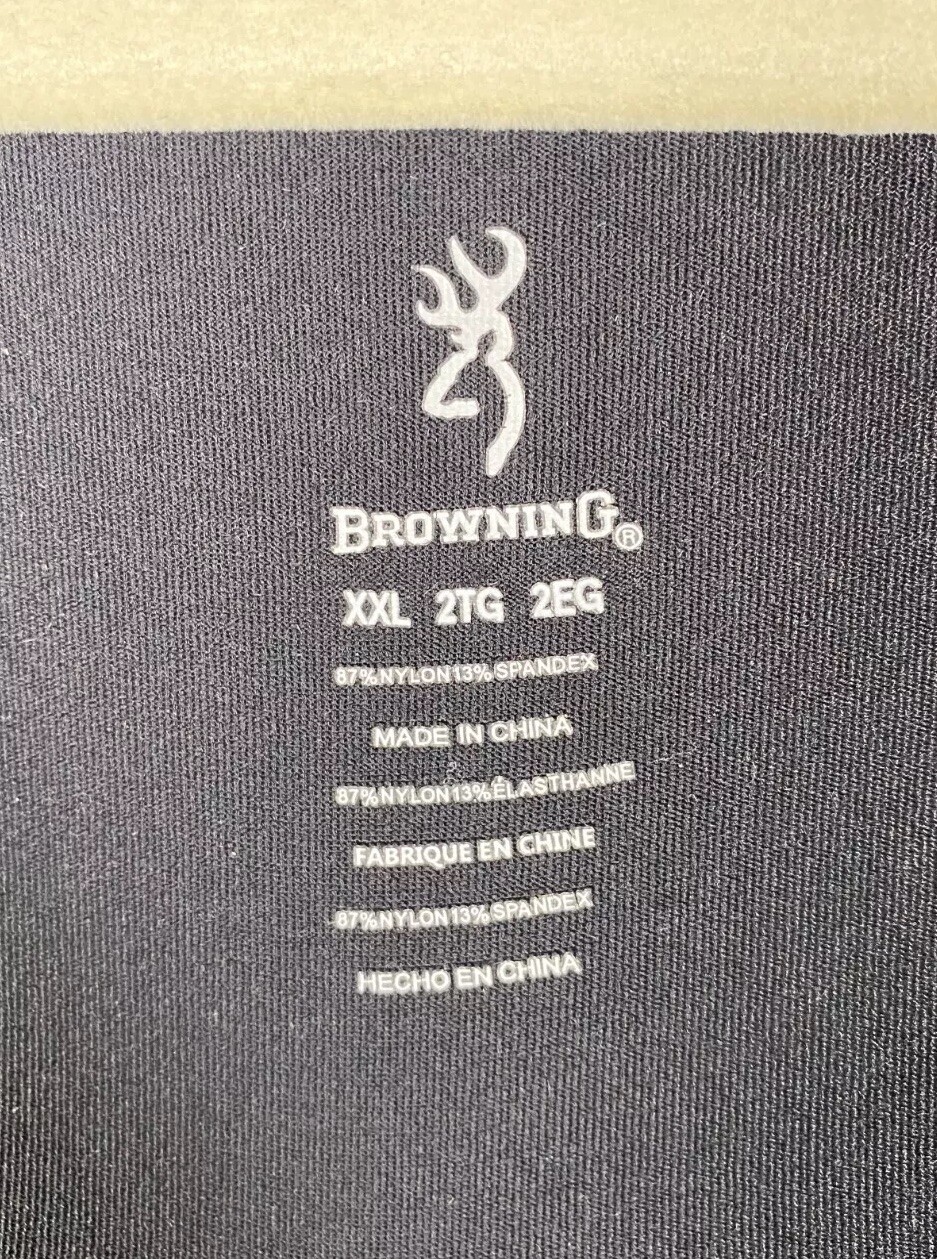 BROWNING®
XXL 2TG 2EG
87%NYLON13%SPANDEX
MADE IN CHINA
87%NYLON13%ÉLASTHANNE
FABRIQUE EN CHINE
87%NYLON13%SPANDEX
HECHO EN CHINA